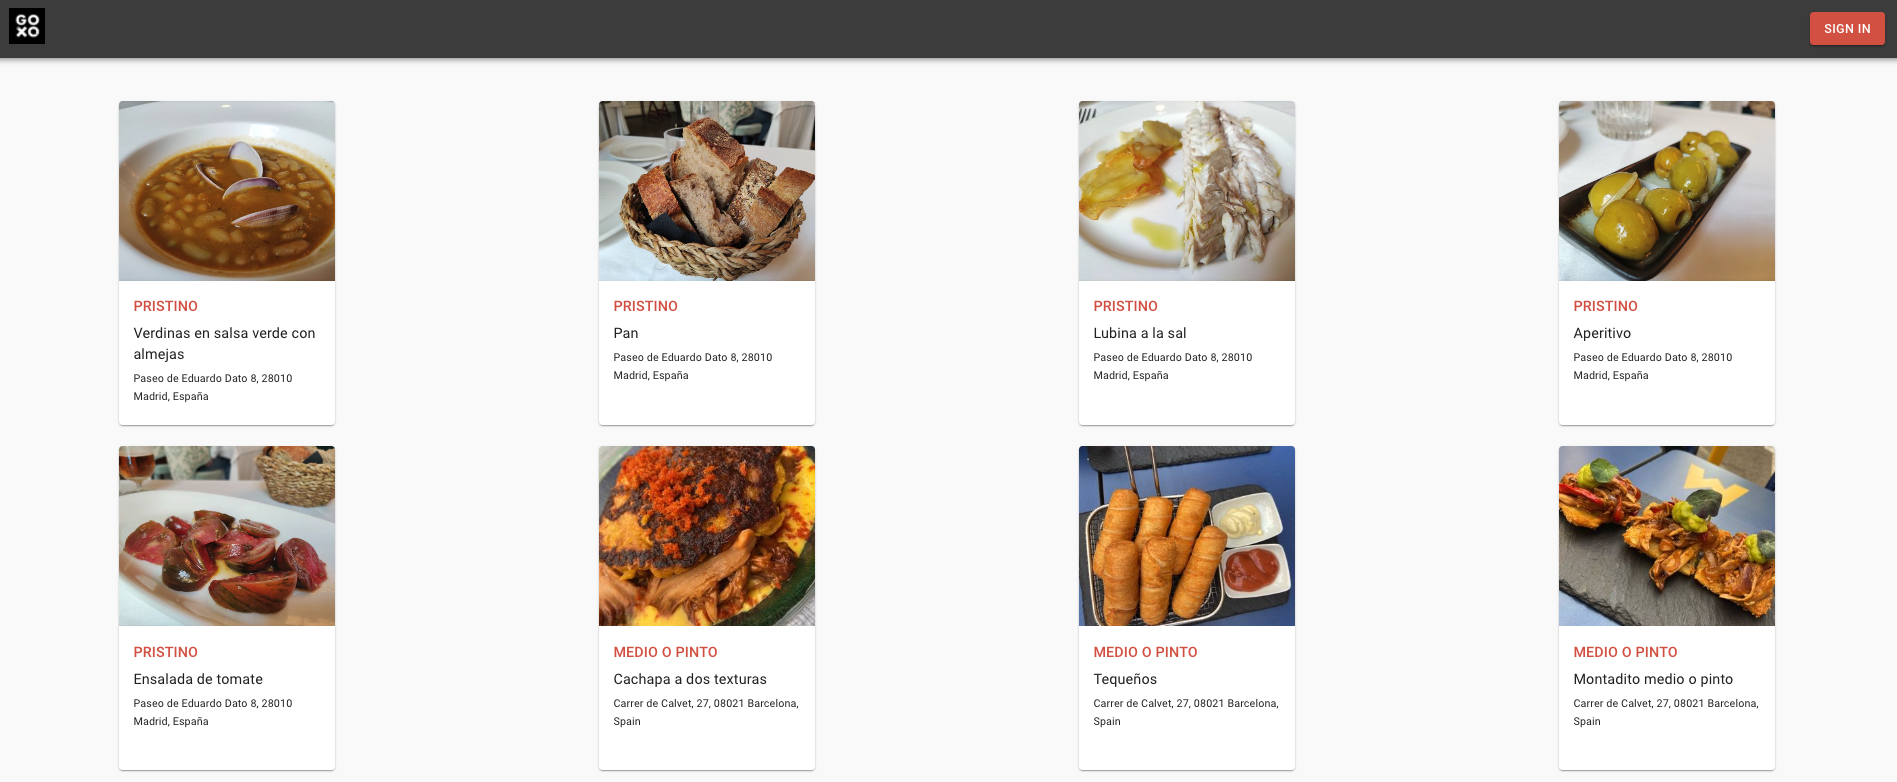 GO
XO
SIGN IN
PRISTINO
Verdinas en salsa verde con
almejas
Paseo de Eduardo Dato 8, 28010
Madrid, España
PRISTINO
Pan
Paseo de Eduardo Dato 8, 28010
Madrid, España
PRISTINO
Lubina a la sal
Paseo de Eduardo Dato 8, 28010
Madrid, España
PRISTINO
Aperitivo
Paseo de Eduardo Dato 8, 28010
Madrid, España
PRISTINO
Ensalada de tomate
Paseo de Eduardo Dato 8, 28010
Madrid, España
MEDIO O PINTO
Cachapa a dos texturas
Carrer de Calvet, 27, 08021 Barcelona,
Spain
MEDIO O PINTO
Tequeños
Carrer de Calvet, 27, 08021 Barcelona,
Spain
MEDIO O PINTO
Montadito medio o pinto
Carrer de Calvet, 27, 08021 Barcelona,
Spain